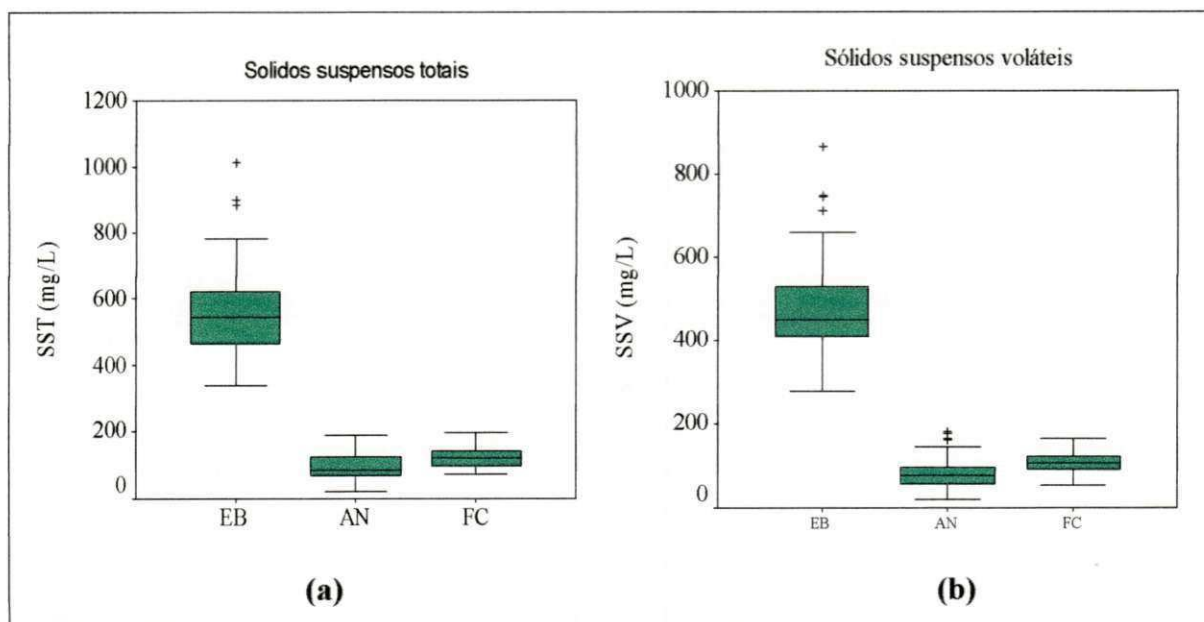 Solidos suspensos totais
1200
1000
800
600
400
200
0
SST (mg/L)
EB AN FC
(a)
Sólidos suspensos voláteis
1000
800
600
400
200
0
SSV (mg/L)
EB AN FC
(b)